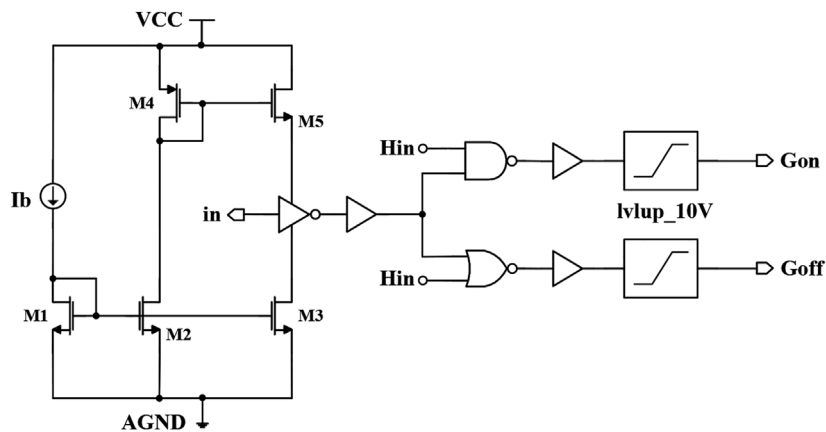 VCC
M4
M5
Hin
Gon
Ib
in
lvlup_10V
Hin
Goff
M1
M2
M3
AGND